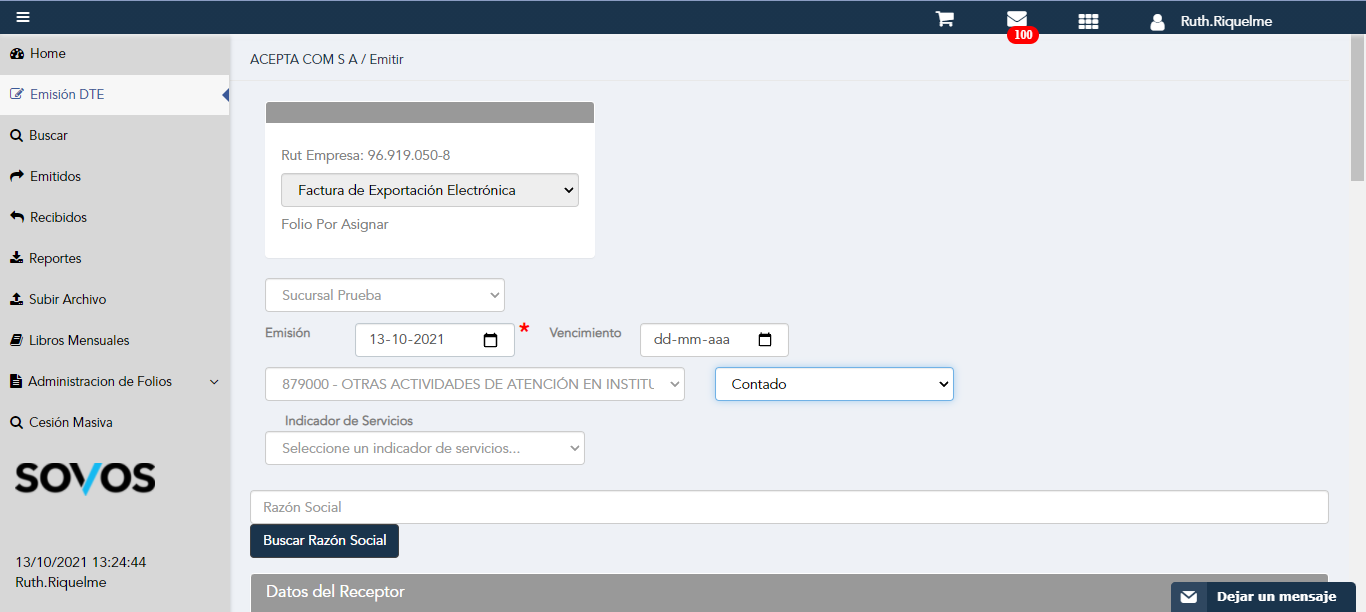 100
Ruth.Riquelme
Home
Emisión DTE
Buscar
Emitidos
Recibidos
Reportes
Subir Archivo
Libros Mensuales
Administracion de Folios
Cesión Masiva
SOVOS
13/10/2021 13:24:44
Ruth.Riquelme
ACEPTA COM S A / Emitir
Rut Empresa: 96.919.050-8
Factura de Exportación Electrónica
Folio Por Asignar
Sucursal Prueba
Emisión 13-10-2021 * Vencimiento dd-mm-aaa
879000 - OTRAS ACTIVIDADES DE ATENCIÓN EN INSTITU Contado
Indicador de Servicios
Seleccione un indicador de servicios...
Razón Social
Buscar Razón Social
Datos del Receptor
Dejar un mensaje